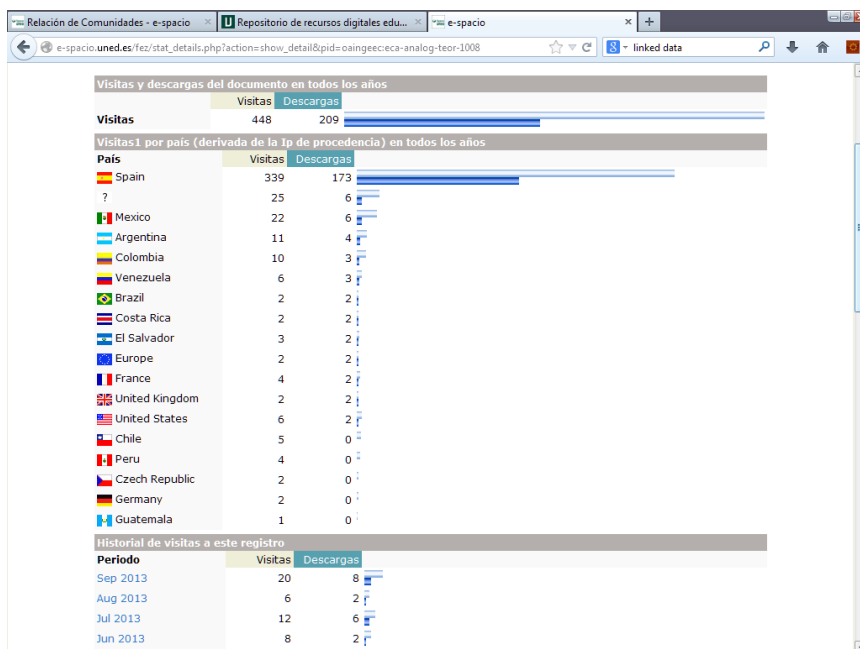 Relación de Comunidades - e-spacio × Repositorio de recursos digitales edu... × e-spacio × +
e-spacio.uned.es/fez/stat_details.php?action=show_detail&pid=oaingeec:eca-analog-teor-1008 linked data
Visitas y descargas del documento en todos los años
Visitas Descargas
Visitas 448 209
Visitas1 por país (derivada de la Ip de procedencia) en todos los años
País Visitas Descargas
Spain 339 173
? 25 6
Mexico 22 6
Argentina 11 4
Colombia 10 3
Venezuela 6 3
Brazil 2 2
Costa Rica 2 2
El Salvador 3 2
Europe 2 2
France 4 2
United Kingdom 2 2
United States 6 2
Chile 5 0
Peru 4 0
Czech Republic 2 0
Germany 2 0
Guatemala 1 0
Historial de visitas a este registro
Periodo Visitas Descargas
Sep 2013 20 8
Aug 2013 6 2
Jul 2013 12 6
Jun 2013 8 2